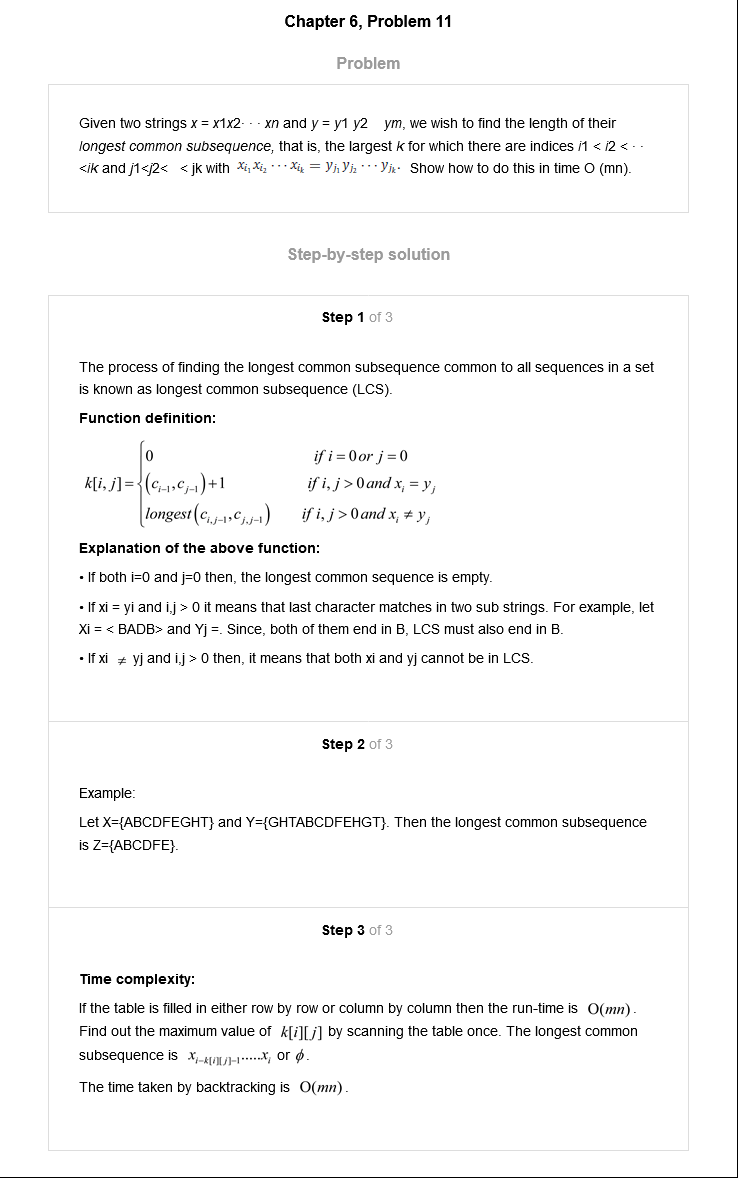 Chapter 6, Problem 11
Problem
Given two strings x = x1x2· · · xn and y = y1 y2 ym, we wish to find the length of their
longest common subsequence, that is, the largest k for which there are indices i1 < i2 < · ·
<ik and j1<j2< < jk with x_{i_1} x_{i_2} ··· x_{i_k} = y_{j_1} y_{j_2} ··· y_{j_k}. Show how to do this in time O (mn).
Step-by-step solution
Step 1 of 3
The process of finding the longest common subsequence common to all sequences in a set
is known as longest common subsequence (LCS).
Function definition:
0 if i = 0 or j = 0
k[i, j] = { (c_{i-1}, c_{j-1}) + 1 if i, j > 0 and x_i = y_j
longest (c_{i,j-1}, c_{j,j-1}) if i, j > 0 and x_i ≠ y_j
Explanation of the above function:
• If both i=0 and j=0 then, the longest common sequence is empty.
• If xi = yi and i,j > 0 it means that last character matches in two sub strings. For example, let
Xi = < BADB> and Yj =. Since, both of them end in B, LCS must also end in B.
• If xi ≠ yj and i,j > 0 then, it means that both xi and yj cannot be in LCS.
Step 2 of 3
Example:
Let X={ABCDFEGHT} and Y={GHTABCDFEHGT}. Then the longest common subsequence
is Z={ABCDFE}.
Step 3 of 3
Time complexity:
If the table is filled in either row by row or column by column then the run-time is O(mn).
Find out the maximum value of k[i][j] by scanning the table once. The longest common
subsequence is x_{i-k[i][j]-1}......x_i or ϕ.
The time taken by backtracking is O(mn).